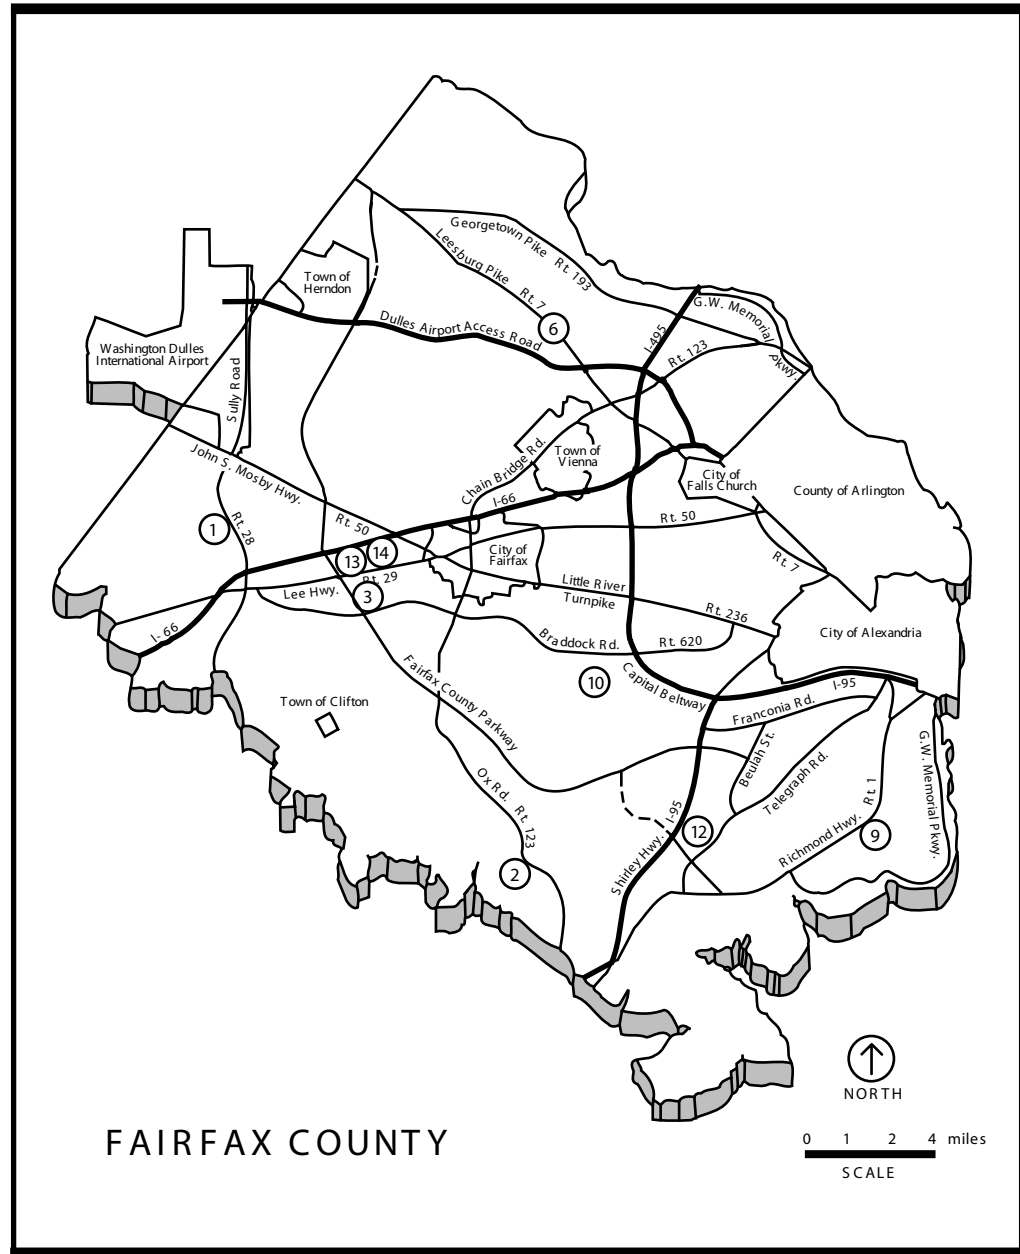 Georgetown Pike Rt. 193
Leesburg Pike Rt. 7
Town of
Herndon
G.W. Memorial Pkwy.
Dulles Airport Access Road
6
I-495
Rt. 123
Washington Dulles
International Airport
Sully Road
John S. Mosby Hwy.
Rt. 50
Chain Bridge Rd.
Town of
Vienna
City of
Falls Church
County of Arlington
I-66
Rt. 50
1
Rt. 28
13
14
City of
Fairfax
Rt. 7
Lee Hwy.
Rt. 29
3
Little River
Turnpike
Rt. 236
I- 66
Braddock Rd.
Rt. 620
City of Alexandria
Fairfax County Parkway
10
Capital Beltway
I-95
Town of Clifton
Franconia Rd.
Beulah St.
Telegraph Rd.
G.W. Memorial Pkwy.
Ox Rd. Rt. 123
Shirley Hwy. I-95
12
Richmond Hwy. Rt 1
9
2
NORTH
FAIRFAX COUNTY
0 1 2 4 miles
SCALE